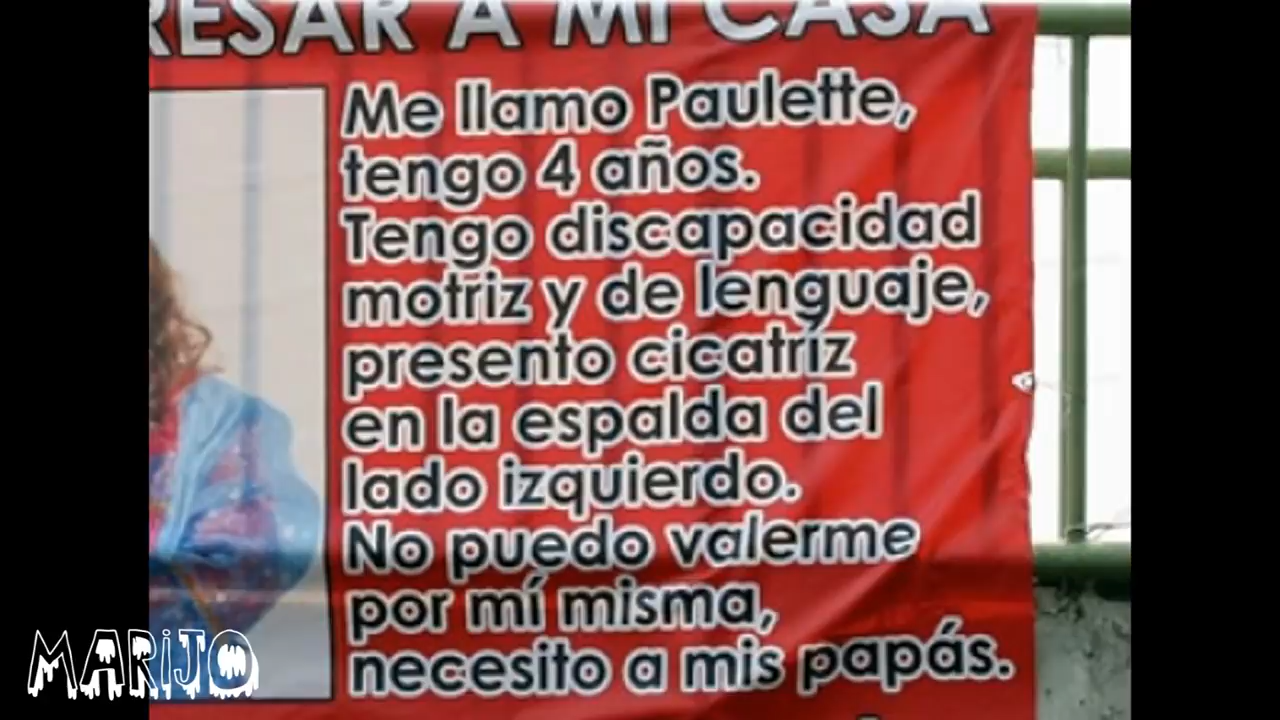 RESAR A MI CASA
Me llamo Paulette,
tengo 4 años.
Tengo discapacidad
motriz y de lenguaje,
presento cicatríz
en la espalda del
lado izquierdo.
No puedo valerme
por mí misma,
necesito a mis papás.
MARiJO